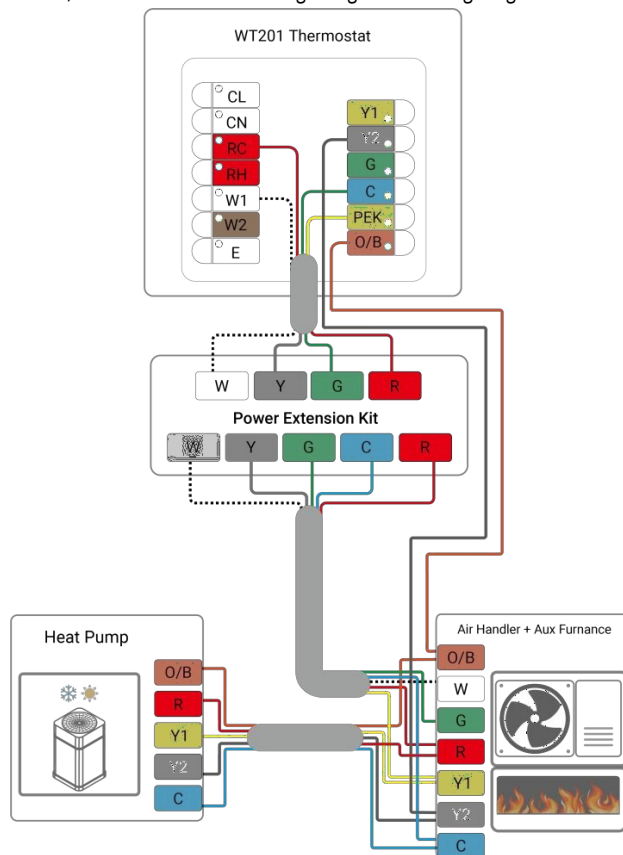 WT201 Thermostat
CL
CN
RC
RH
W1
W2
E
Y1
Y2
G
C
PEK
O/B
W
Y
G
R
Power Extension Kit
W
Y
G
C
R
Heat Pump
O/B
R
Y1
Y2
C
Air Handler + Aux Furnance
O/B
W
G
R
Y1
Y2
C